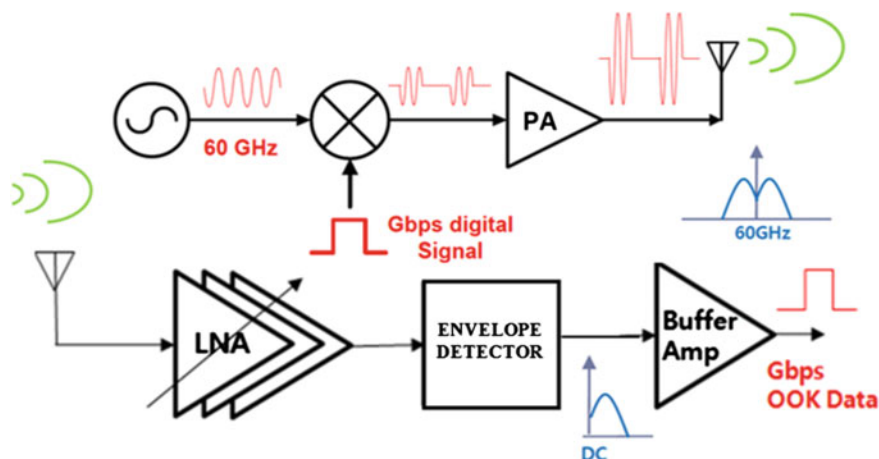 PA
60 GHz
Gbps digital
Signal
60GHz
LNA
ENVELOPE
DETECTOR
Buffer
Amp
Gbps
OOK Data
DC